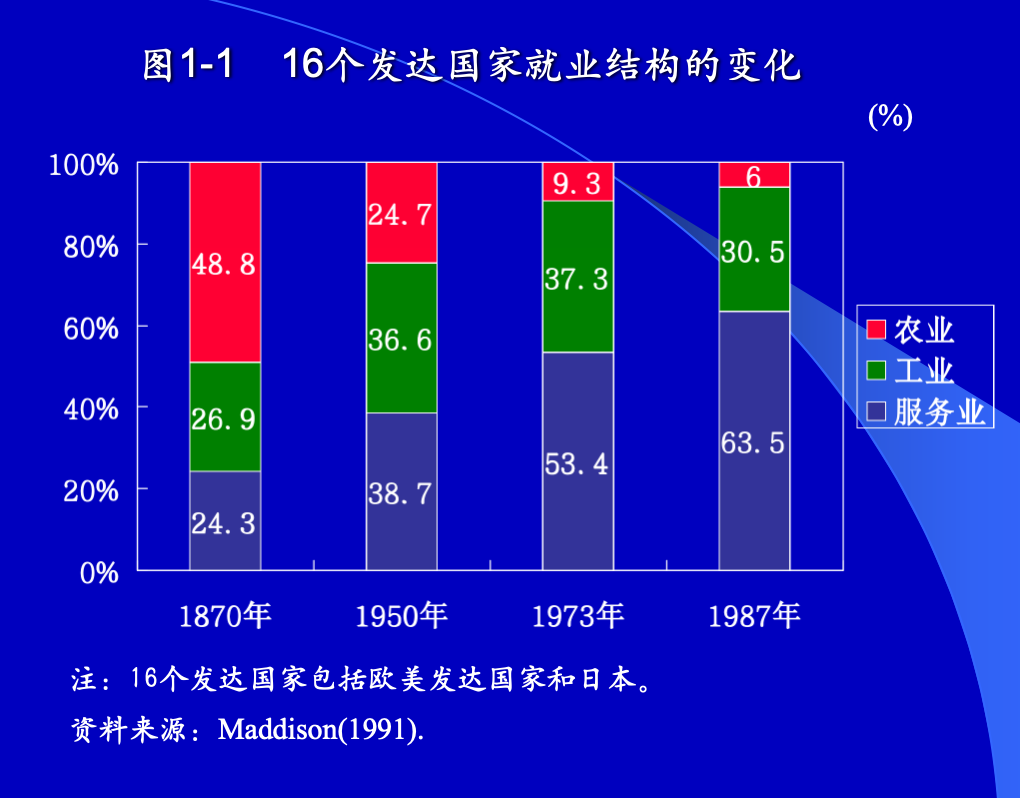 图1-1 16个发达国家就业结构的变化
(%)
100%
80%
60%
40%
20%
0%
48.8
26.9
24.3
24.7
36.6
38.7
9.3
37.3
53.4
6
30.5
63.5
1870年 1950年 1973年 1987年
农业
工业
服务业
注：16个发达国家包括欧美发达国家和日本。
资料来源：Maddison(1991).